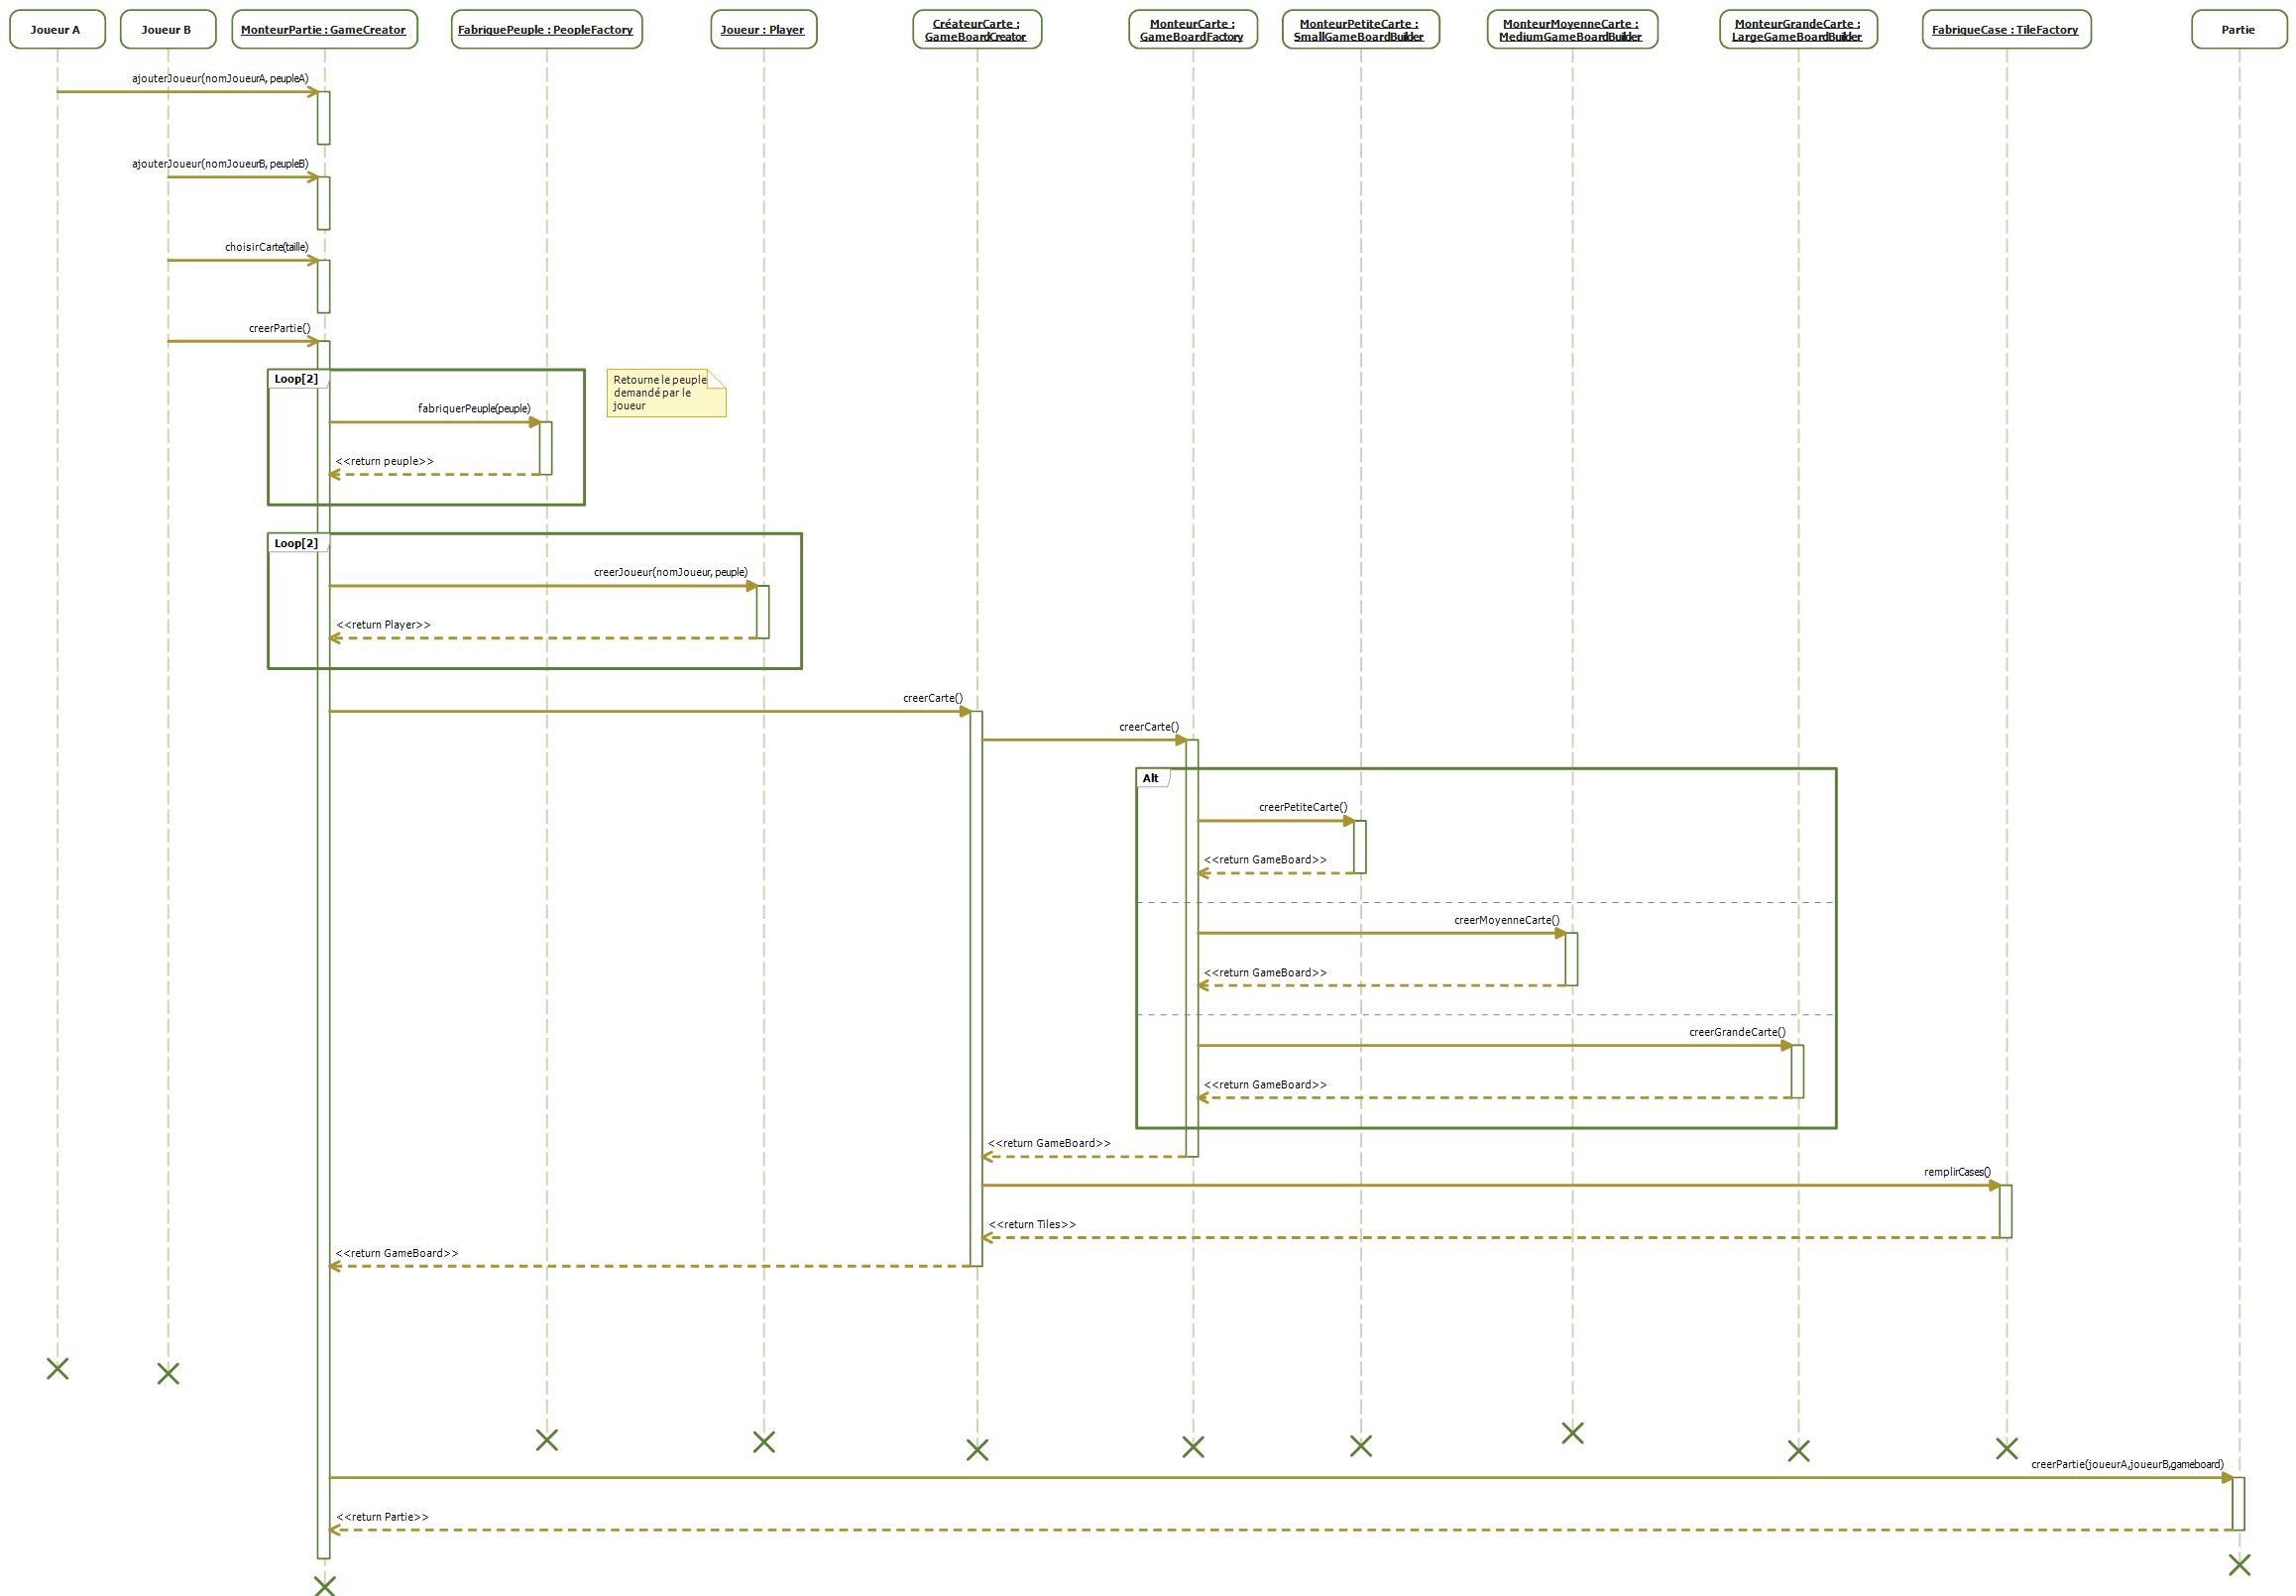 Joueur A
Joueur B
MonteurPartie : GameCreator
FabriquePeuple : PeopleFactory
Joueur : Player
CréateurCarte :
GameBoardCreator
MonteurCarte :
GameBoardFactory
MonteurPetiteCarte :
SmallGameBoardBuilder
MonteurMoyenneCarte :
MediumGameBoardBuilder
MonteurGrandeCarte :
LargeGameBoardBuilder
FabriqueCase : TileFactory
Partie
ajouterJoueur(nomJoueurA, peupleA)
ajouterJoueur(nomJoueurB, peupleB)
choisirCarte(taille)
creerPartie()
Loop[2]
Retourne le peuple
demandé par le
joueur
fabriquerPeuple(peuple)
<<return peuple>>
Loop[2]
creerJoueur(nomJoueur, peuple)
<<return Player>>
creerCarte()
creerCarte()
Alt
creerPetiteCarte()
<<return GameBoard>>
creerMoyenneCarte()
<<return GameBoard>>
creerGrandeCarte()
<<return GameBoard>>
<<return GameBoard>>
remplirCases()
<<return Tiles>>
<<return GameBoard>>
creerPartie(joueurA,joueurB,gameboard)
<<return Partie>>